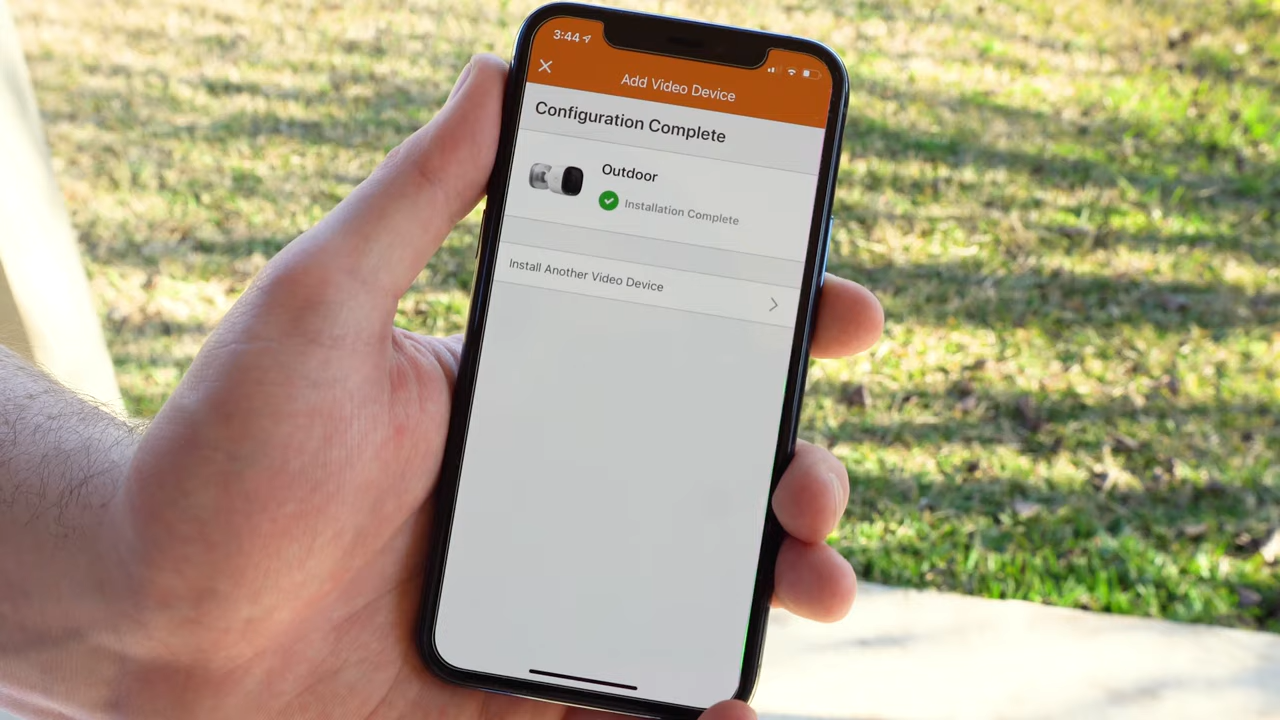 3:44
Add Video Device
Configuration Complete
Outdoor
Installation Complete
Install Another Video Device